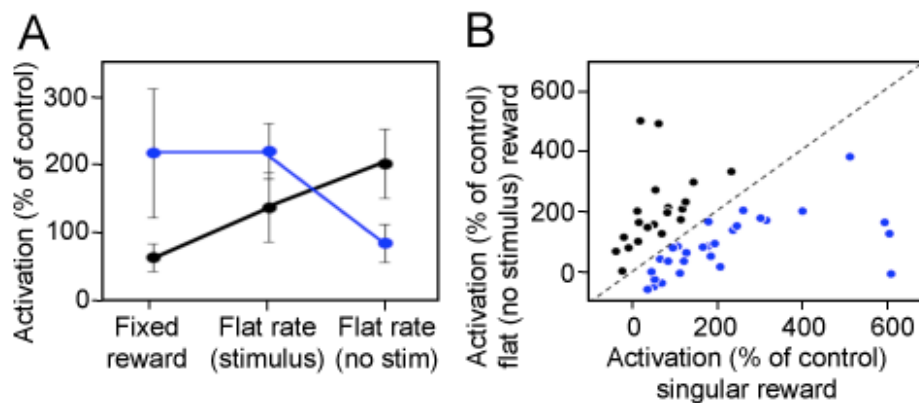 A
Activation (% of control)
300
200
100
0
Fixed
reward
Flat rate
(stimulus)
Flat rate
(no stim)
B
Activation (% of control)
flat (no stimulus) reward
600
400
200
0
0
200
400
600
Activation (% of control)
singular reward